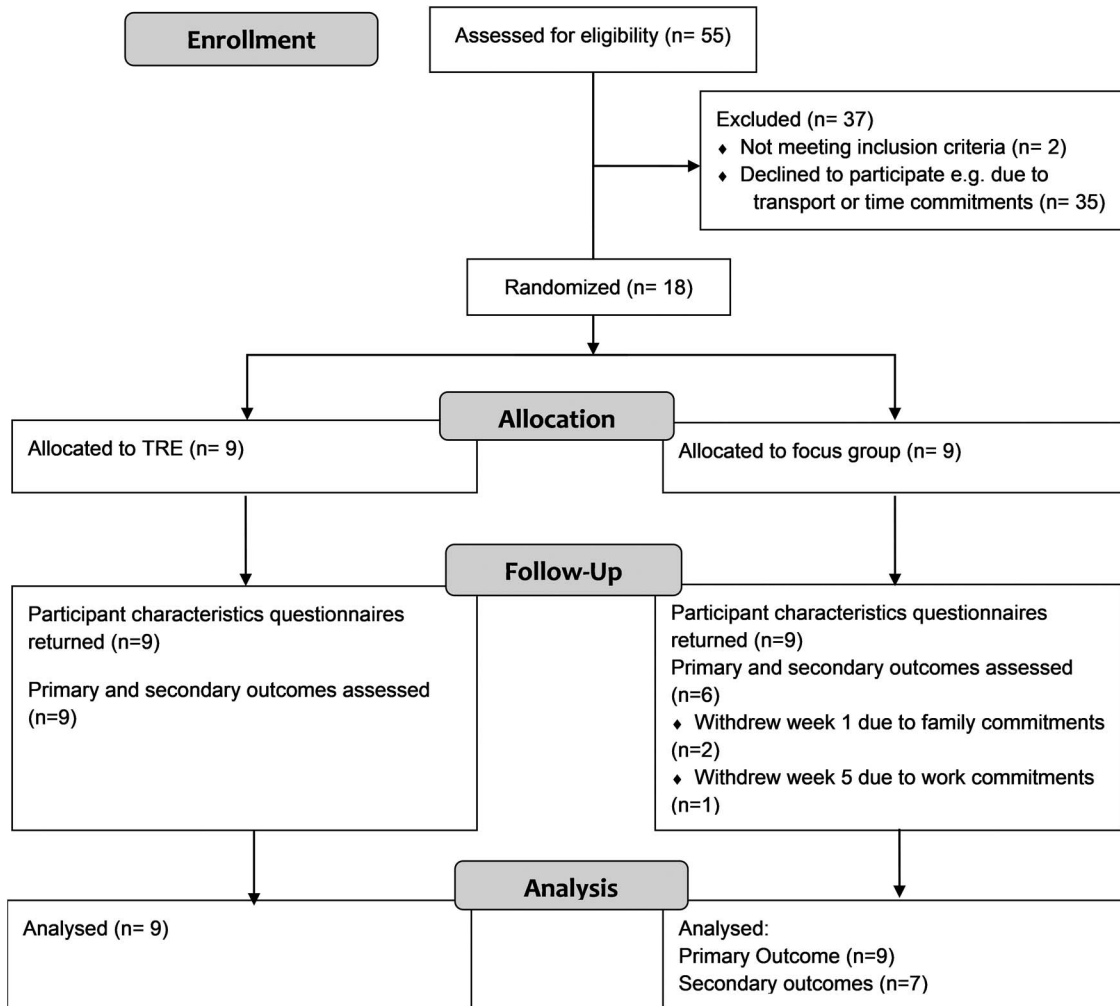 Enrollment
Assessed for eligibility (n= 55)
Excluded (n= 37)
♦ Not meeting inclusion criteria (n= 2)
♦ Declined to participate e.g. due to
transport or time commitments (n= 35)
Randomized (n= 18)
Allocation
Allocated to TRE (n= 9)
Allocated to focus group (n= 9)
Follow-Up
Participant characteristics questionnaires
returned (n=9)
Primary and secondary outcomes assessed
(n=9)
Participant characteristics questionnaires
returned (n=9)
Primary and secondary outcomes assessed
(n=6)
♦ Withdrew week 1 due to family commitments
(n=2)
♦ Withdrew week 5 due to work commitments
(n=1)
Analysis
Analysed (n= 9)
Analysed:
Primary Outcome (n=9)
Secondary outcomes (n=7)